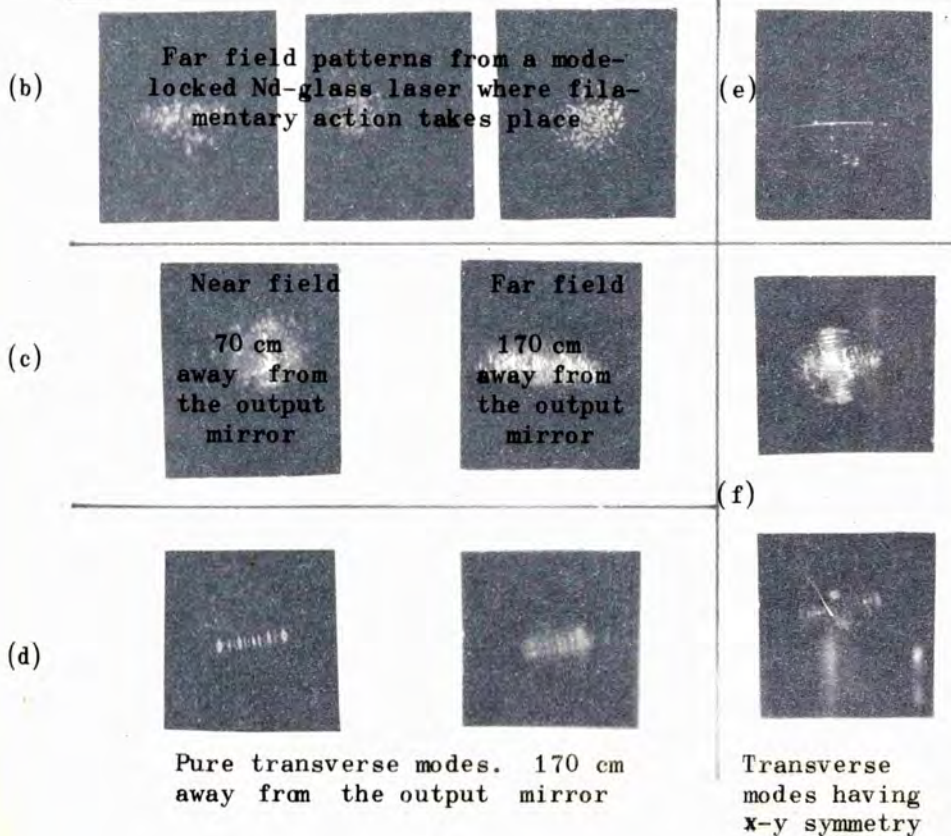 (b)
Far field patterns from a mode-
locked Nd-glass laser where fila-
mentary action takes place
(e)
(c)
Near field
70 cm
away from
the output
mirror
Far field
170 cm
away from
the output
mirror
(f)
(d)
Pure transverse modes. 170 cm
away from the output mirror
Transverse
modes having
x-y symmetry